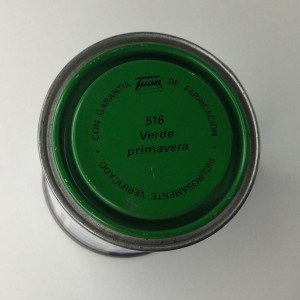 Titan
CON GARANTIA DE FABRICACION · RIGUROSAMENTE VERIFICADO ·
516
Verde
primavera